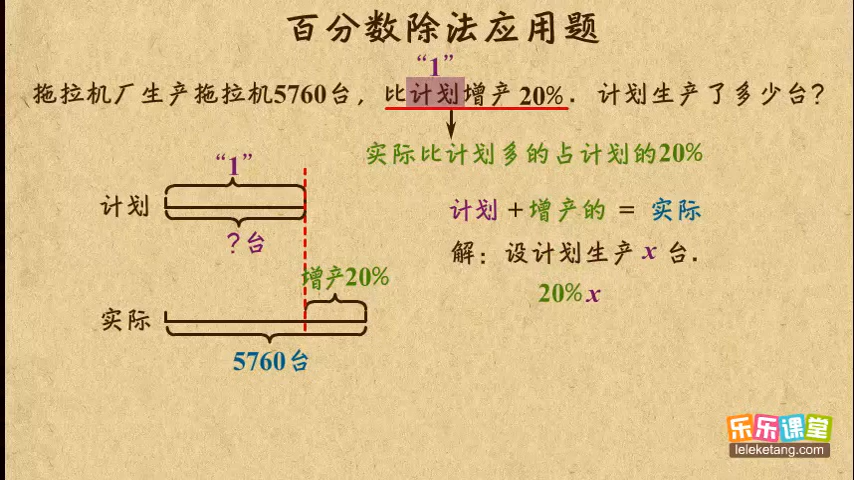 百分数除法应用题
“1”
拖拉机厂生产拖拉机5760台，比计划增产20%．计划生产了多少台?
实际比计划多的占计划的20%
“1”
计划
?台
计划+增产的=实际
解：设计划生产x台．
增产20%
20%x
实际
5760台
乐乐课堂
leleketang.com